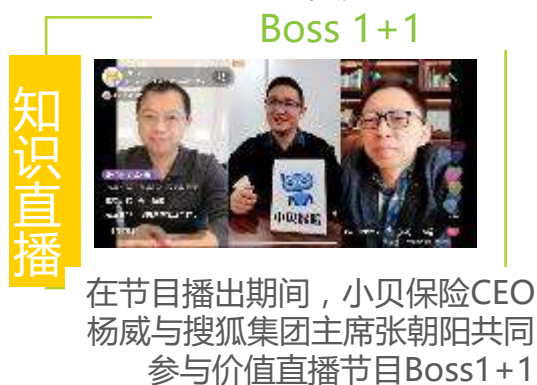 Boss 1+1
知识直播
在节目播出期间，小贝保险CEO
杨威与搜狐集团主席张朝阳共同
参与价值直播节目Boss1+1